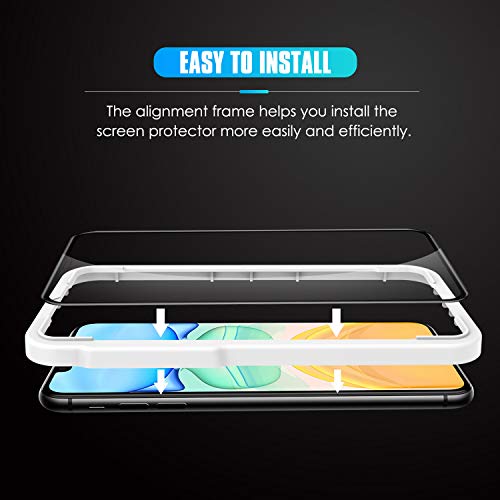 EASY TO INSTALL
The alignment frame helps you install the
screen protector more easily and efficiently.